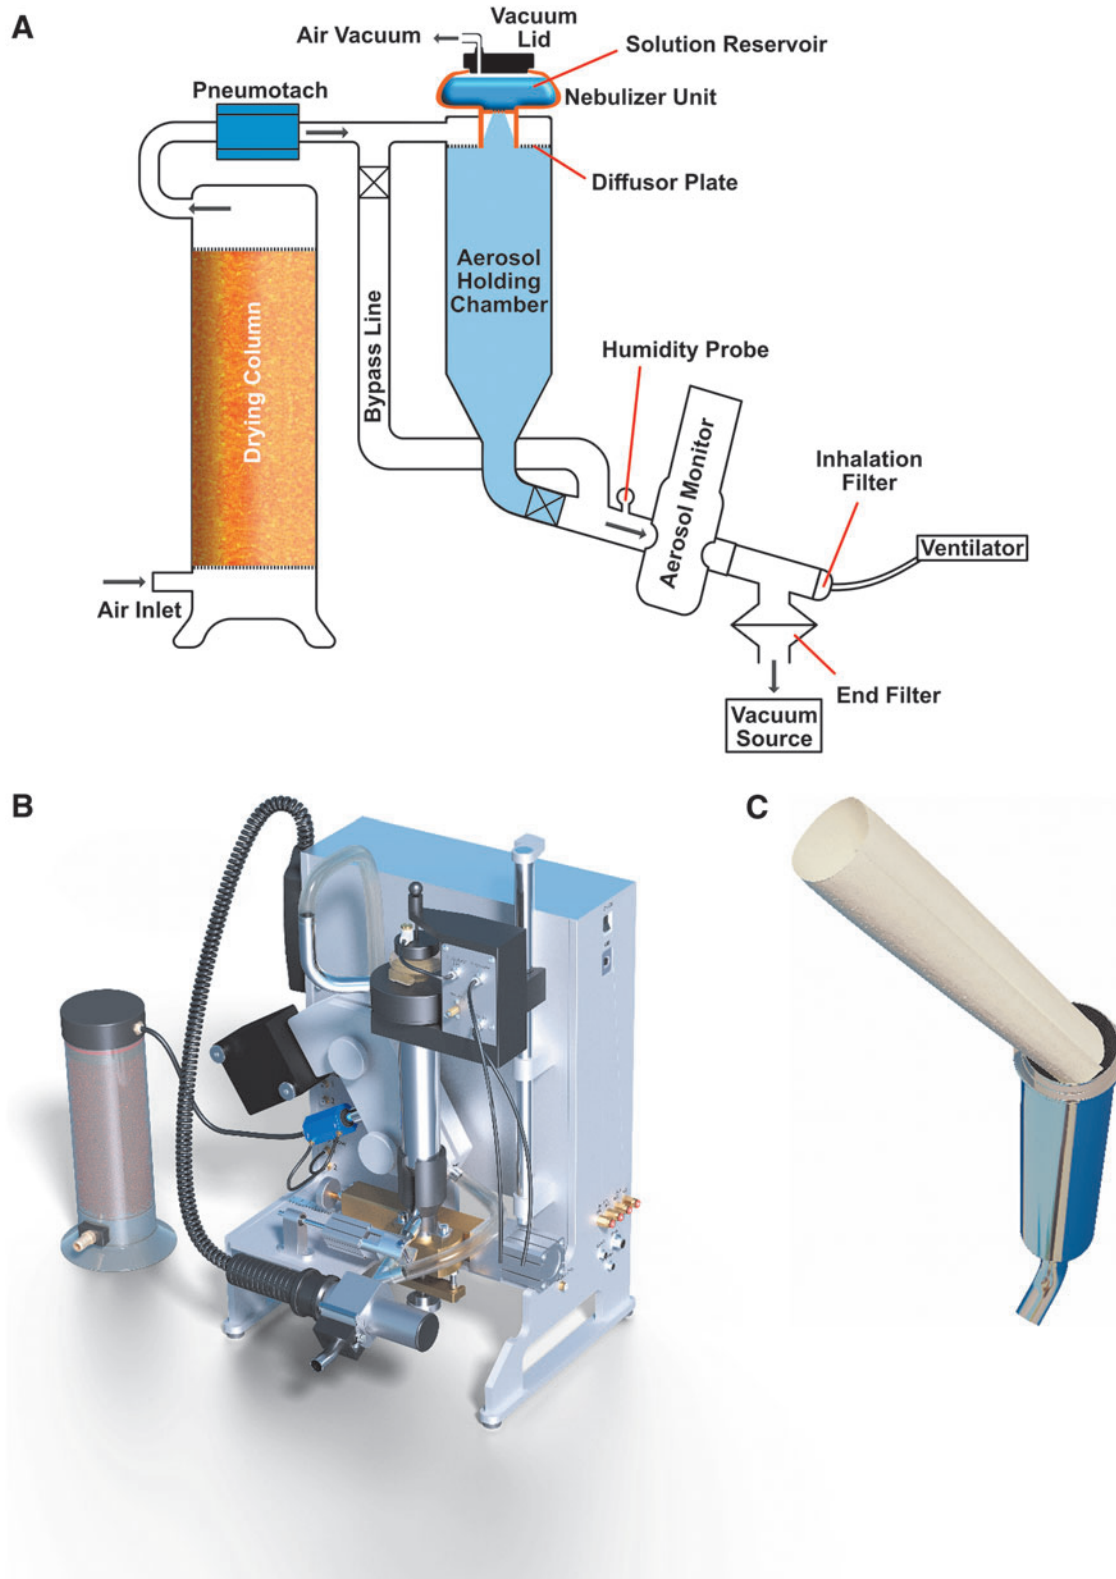 A
Air Vacuum
Vacuum
Lid
Solution Reservoir
Pneumotach
Nebulizer Unit
Diffusor Plate
Aerosol
Holding
Chamber
Drying Column
Bypass Line
Humidity Probe
Aerosol Monitor
Inhalation
Filter
Ventilator
Air Inlet
End Filter
Vacuum
Source
B
C